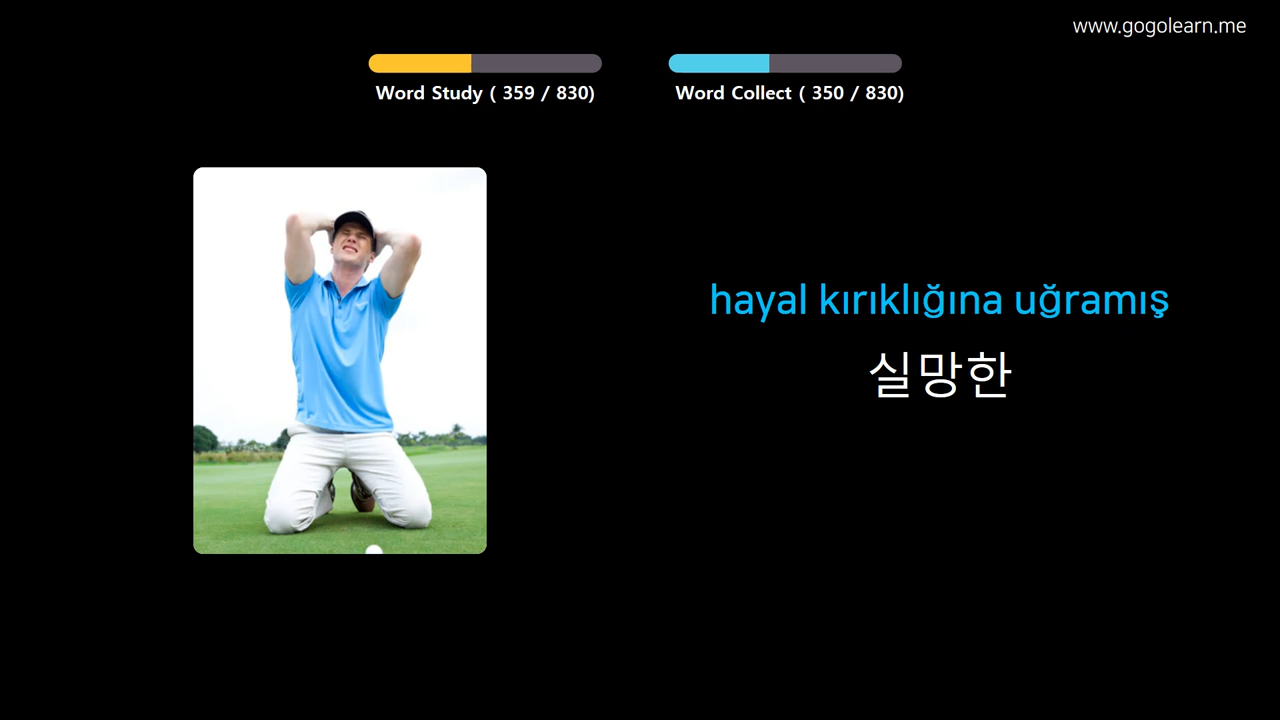 www.gogolearn.me
Word Study ( 359 / 830)
Word Collect ( 350 / 830)
hayal kırıklığına uğramış
실망한